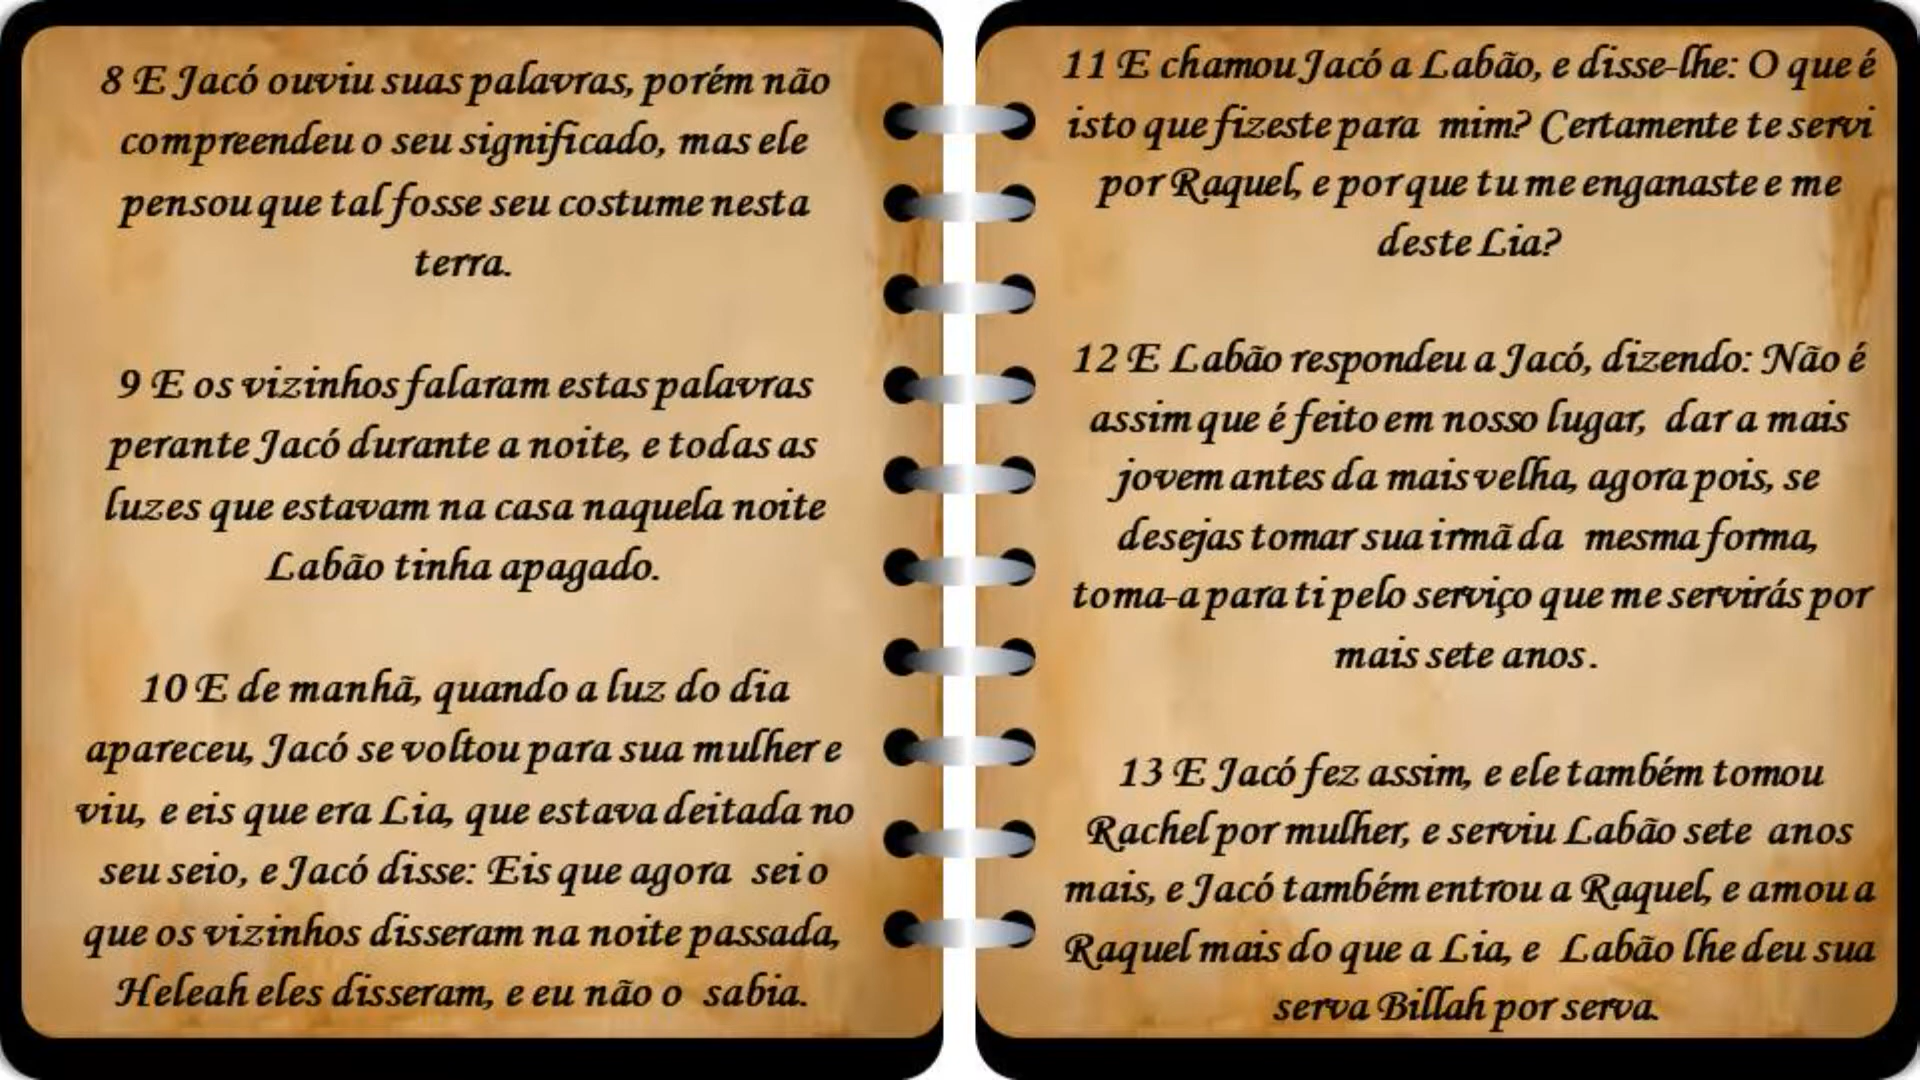 8 E Jacó ouviu suas palavras, porém não
compreendeu o seu significado, mas ele
pensou que tal fosse seu costume nesta
terra.
9 E os vizinhos falaram estas palavras
perante Jacó durante a noite, e todas as
luzes que estavam na casa naquela noite
Labão tinha apagado.
10 E de manhã, quando a luz do dia
apareceu, Jacó se voltou para sua mulher e
viu, e eis que era Lia, que estava deitada no
seu seio, e Jacó disse: Eis que agora sei o
que os vizinhos disseram na noite passada,
Heleah eles disseram, e eu não o sabia.
11 E chamou Jacó a Labão, e disse-lhe: O que é
isto que fizeste para mim? Certamente te servi
por Raquel, e por que tu me enganaste e me
deste Lia?
12 E Labão respondeu a Jacó, dizendo: Não é
assim que é feito em nosso lugar, dar a mais
jovem antes da mais velha, agora pois, se
desejas tomar sua irmã da mesma forma,
toma-a para ti pelo serviço que me servirás por
mais sete anos.
13 E Jacó fez assim, e ele também tomou
Rachel por mulher, e serviu Labão sete anos
mais, e Jacó também entrou a Raquel, e amou a
Raquel mais do que a Lia, e Labão lhe deu sua
serva Billah por serva.